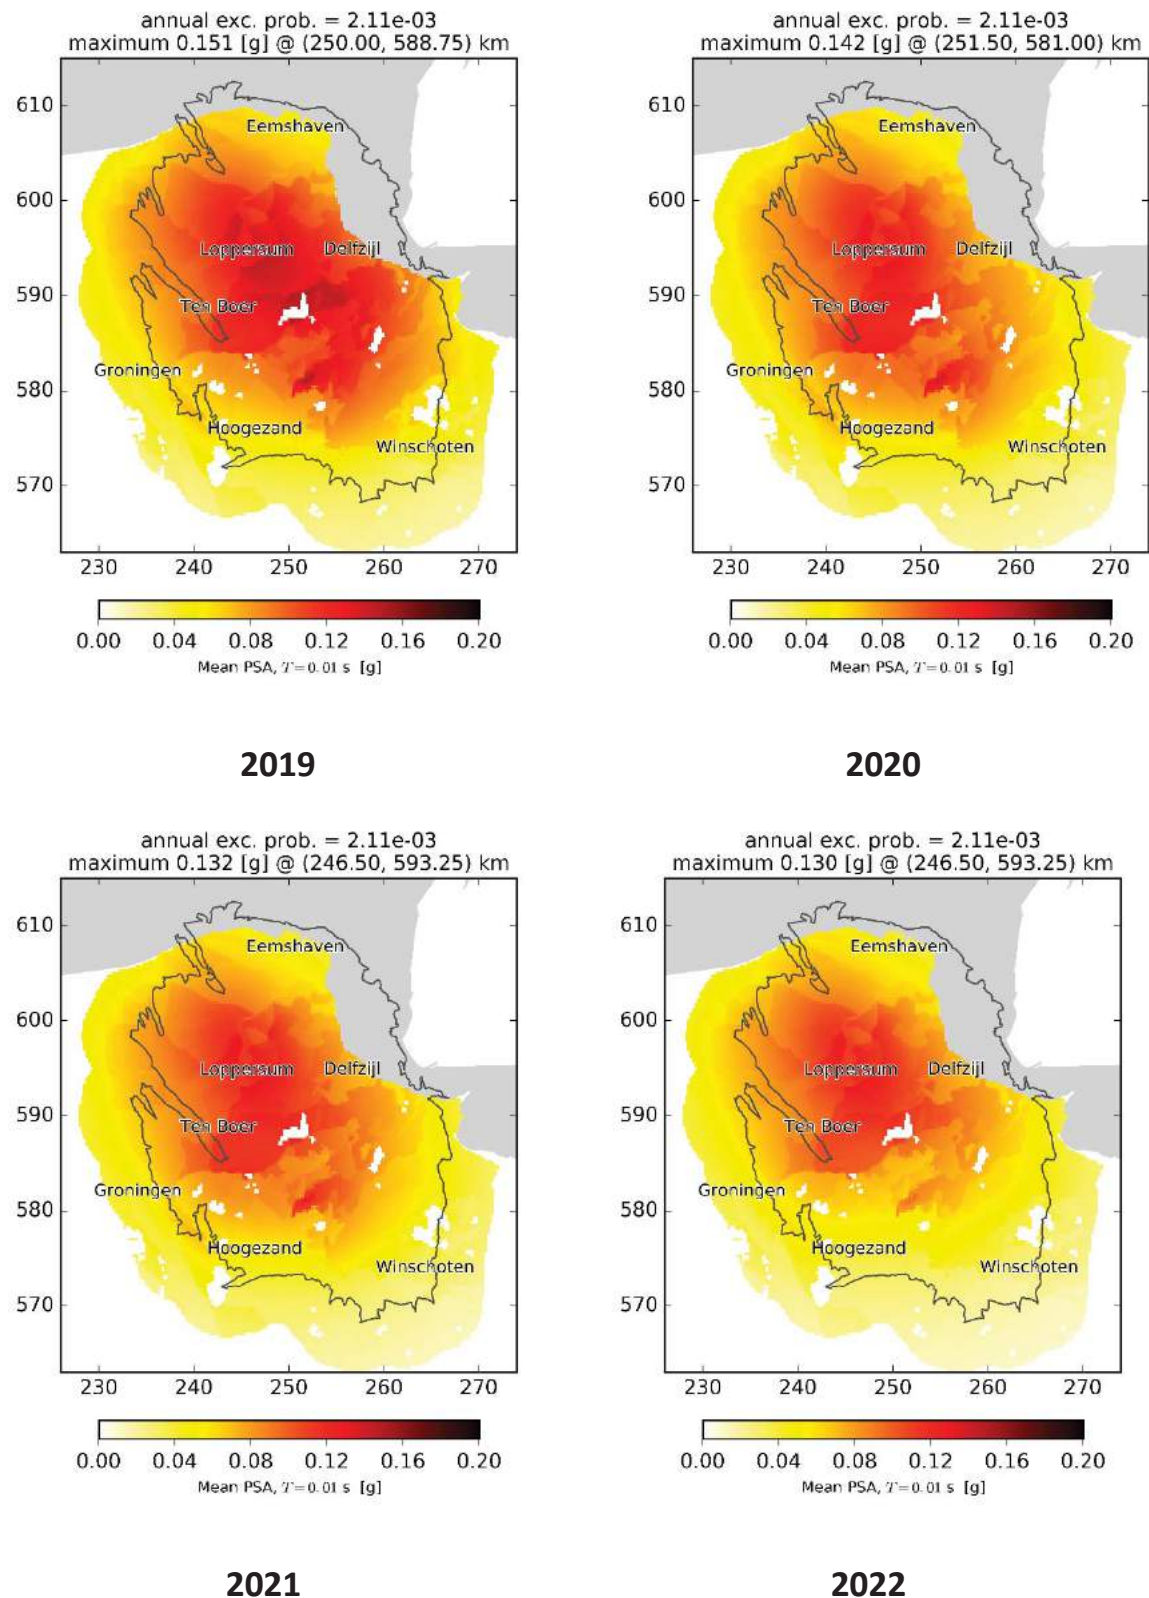 annual exc. prob. = 2.11e-03
maximum 0.151 [g] @ (250.00, 588.75) km
610
600
590
580
570
Eemshaven
Loppersum
Delfzijl
Ten Boer
Groningen
Hoogezand
Winschoten
230 240 250 260 270
0.00 0.04 0.08 0.12 0.16 0.20
Mean PSA, T=0.01 s [g]
2019
annual exc. prob. = 2.11e-03
maximum 0.142 [g] @ (251.50, 581.00) km
610
600
590
580
570
Eemshaven
Loppersum
Delfzijl
Ten Boer
Groningen
Hoogezand
Winschoten
230 240 250 260 270
0.00 0.04 0.08 0.12 0.16 0.20
Mean PSA, T=0.01 s [g]
2020
annual exc. prob. = 2.11e-03
maximum 0.132 [g] @ (246.50, 593.25) km
610
600
590
580
570
Eemshaven
Loppersum
Delfzijl
Ten Boer
Groningen
Hoogezand
Winschoten
230 240 250 260 270
0.00 0.04 0.08 0.12 0.16 0.20
Mean PSA, T=0.01 s [g]
2021
annual exc. prob. = 2.11e-03
maximum 0.130 [g] @ (246.50, 593.25) km
610
600
590
580
570
Eemshaven
Loppersum
Delfzijl
Ten Boer
Groningen
Hoogezand
Winschoten
230 240 250 260 270
0.00 0.04 0.08 0.12 0.16 0.20
Mean PSA, T=0.01 s [g]
2022